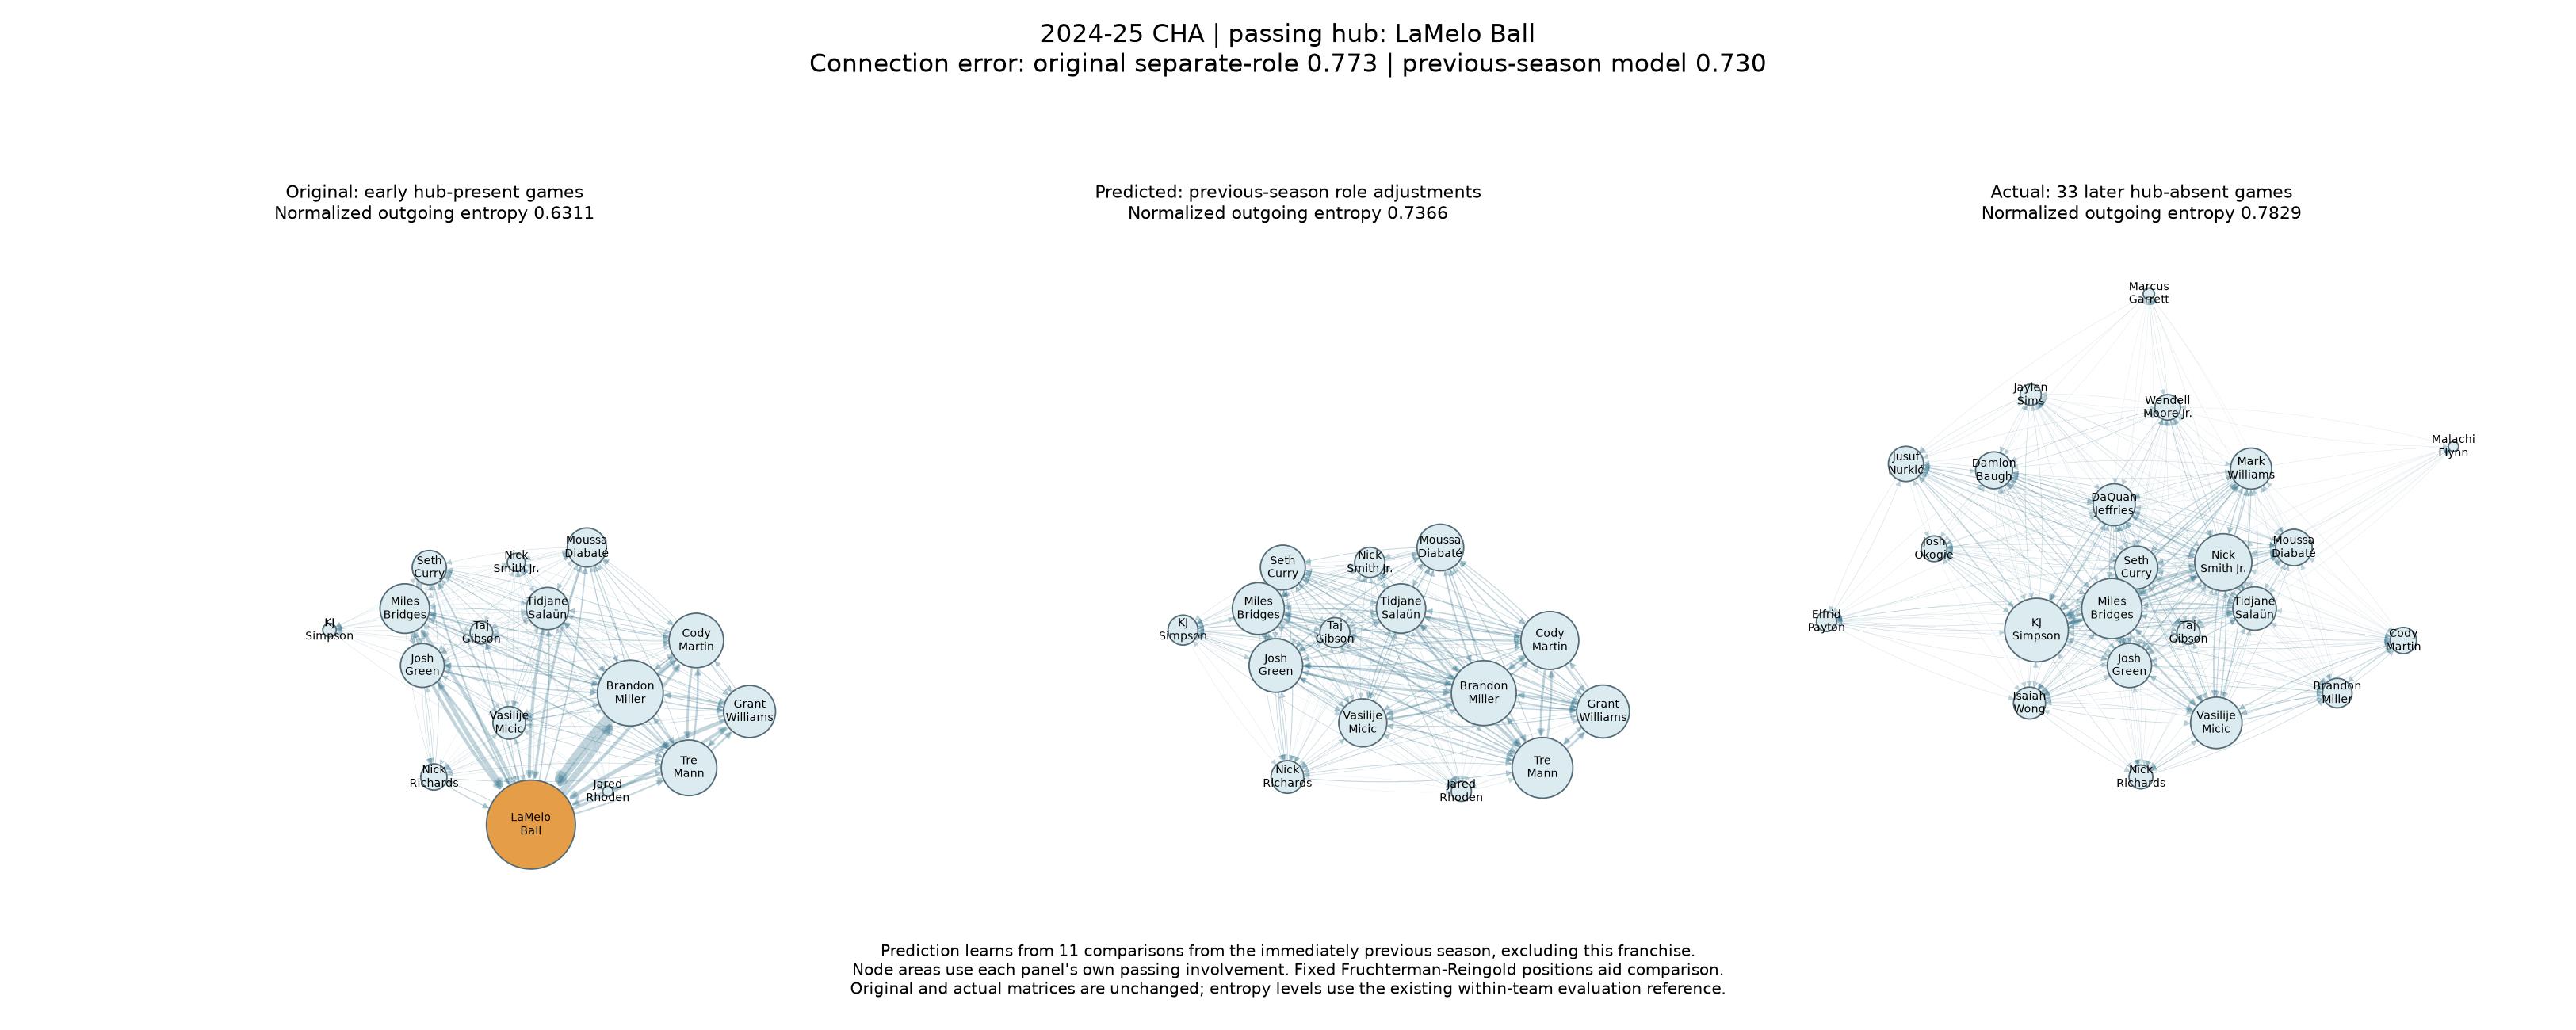 2024-25 CHA | passing hub: LaMelo Ball
Connection error: original separate-role 0.773 | previous-season model 0.730
Original: early hub-present games
Normalized outgoing entropy 0.6311
Moussa
Diabaté
Seth
Curry
Nick
Smith Jr.
Miles
Bridges
Tidjane
Salaün
KJ
Simpson
Taj
Gibson
Cody
Martin
Josh
Green
Brandon
Miller
Grant
Williams
Vasilije
Micic
Tre
Mann
Nick
Richards
Jared
Rhoden
LaMelo
Ball
Predicted: previous-season role adjustments
Normalized outgoing entropy 0.7366
Moussa
Diabaté
Seth
Curry
Nick
Smith Jr.
Miles
Bridges
Tidjane
Salaün
KJ
Simpson
Taj
Gibson
Cody
Martin
Josh
Green
Brandon
Miller
Grant
Williams
Vasilije
Micic
Tre
Mann
Nick
Richards
Jared
Rhoden
Actual: 33 later hub-absent games
Normalized outgoing entropy 0.7829
Marcus
Garrett
Jaylen
Sims
Wendell
Moore Jr.
Malachi
Flynn
Jusuf
Nurkić
Damion
Baugh
Mark
Williams
DaQuan
Jeffries
Josh
Okogie
Moussa
Diabaté
Seth
Curry
Nick
Smith Jr.
Miles
Bridges
Tidjane
Salaün
Elfrid
Payton
KJ
Simpson
Taj
Gibson
Cody
Martin
Josh
Green
Brandon
Miller
Isaiah
Wong
Vasilije
Micic
Nick
Richards
Prediction learns from 11 comparisons from the immediately previous season, excluding this franchise.
Node areas use each panel's own passing involvement. Fixed Fruchterman-Reingold positions aid comparison.
Original and actual matrices are unchanged; entropy levels use the existing within-team evaluation reference.